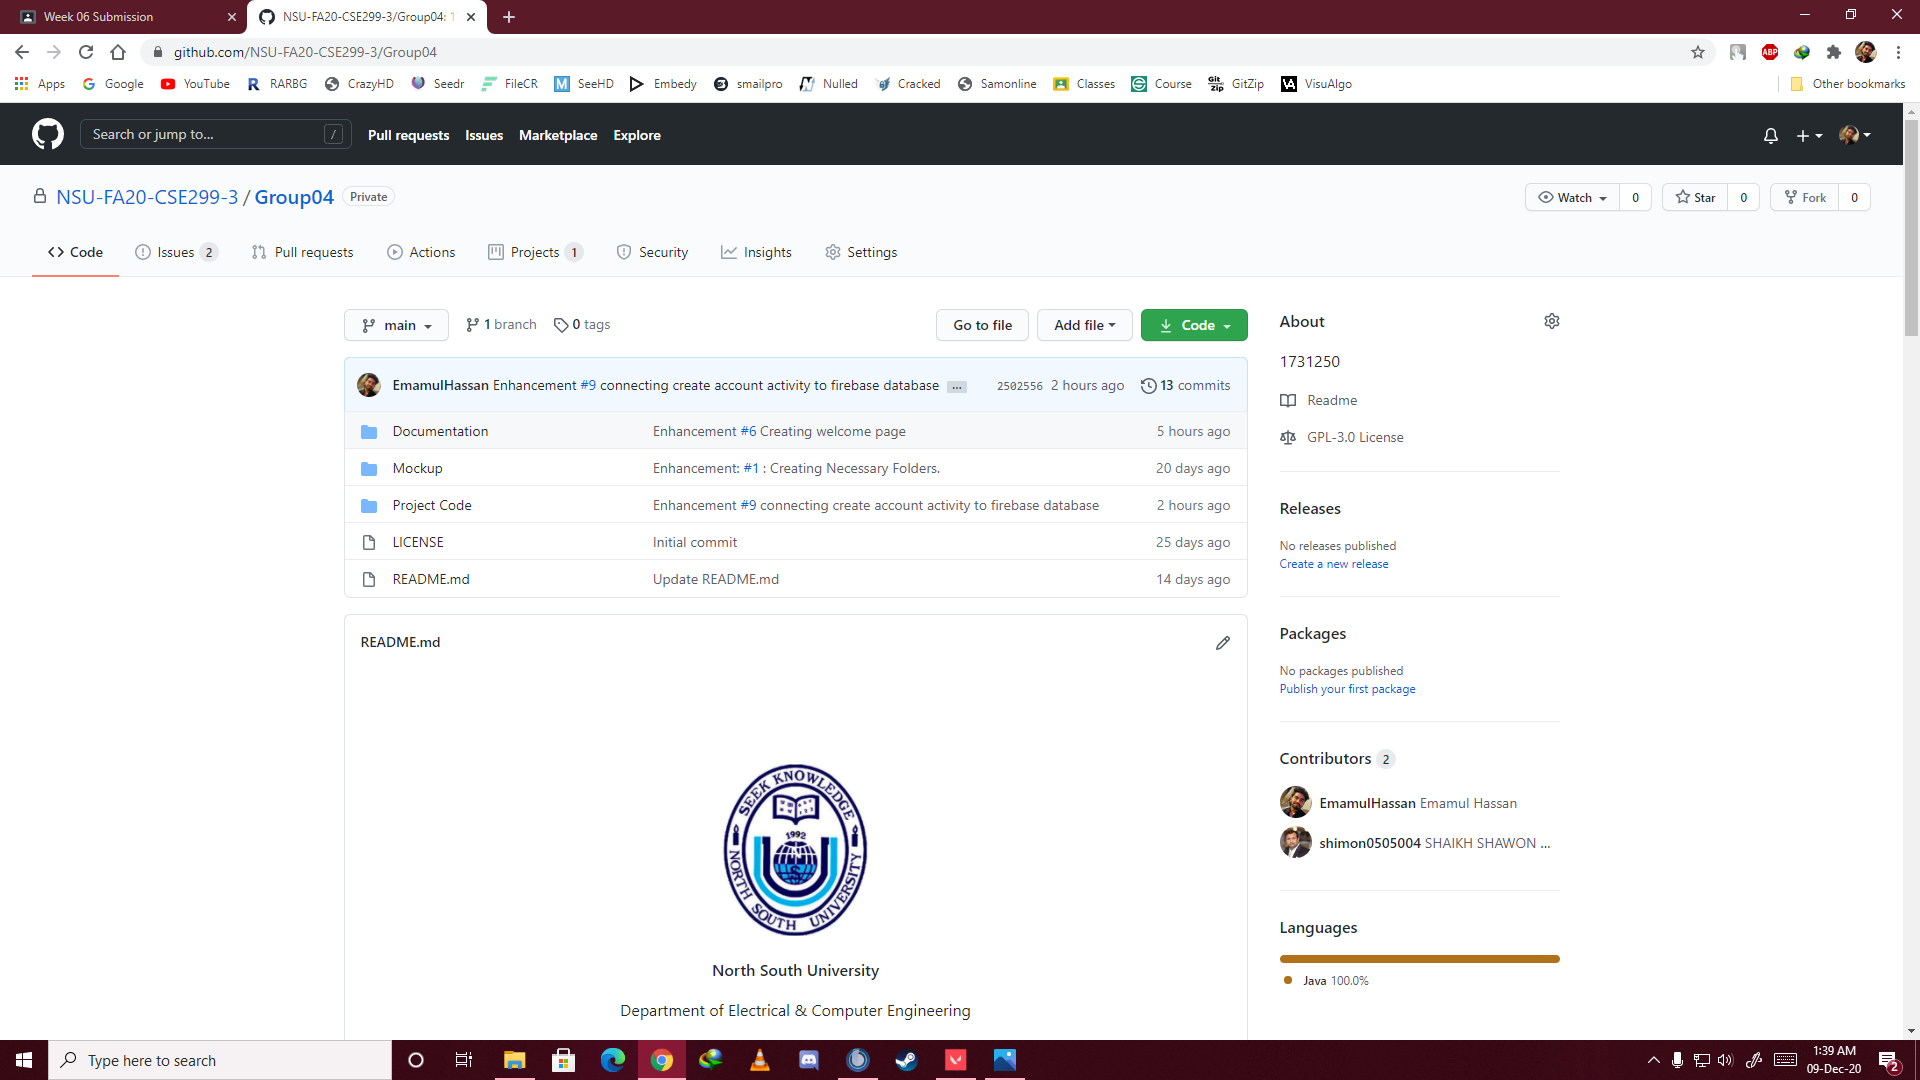 Week 06 Submission
NSU-FA20-CSE299-3/Group04:
github.com/NSU-FA20-CSE299-3/Group04
ABP
Apps Google YouTube RARBG CrazyHD Seedr FileCR SeeHD Embedy smailpro Nulled Cracked Samonline Classes Course GitZip VisuAlgo Other bookmarks
Search or jump to... / Pull requests Issues Marketplace Explore
NSU-FA20-CSE299-3 / Group04 Private Watch 0 Star 0 Fork 0
Code Issues 2 Pull requests Actions Projects 1 Security Insights Settings
main 1 branch 0 tags Go to file Add file Code
EmamulHassan Enhancement #9 connecting create account activity to firebase database ... 2502556 2 hours ago 13 commits
Documentation Enhancement #6 Creating welcome page 5 hours ago
Mockup Enhancement: #1 : Creating Necessary Folders. 20 days ago
Project Code Enhancement #9 connecting create account activity to firebase database 2 hours ago
LICENSE Initial commit 25 days ago
README.md Update README.md 14 days ago
README.md
SEEK KNOWLEDGE
1992
NORTH SOUTH UNIVERSITY
North South University
Department of Electrical & Computer Engineering
About
1731250
Readme
GPL-3.0 License
Releases
No releases published
Create a new release
Packages
No packages published
Publish your first package
Contributors 2
EmamulHassan Emamul Hassan
shimon0505004 SHAIKH SHAWON ...
Languages
Java 100.0%
Type here to search
1:39 AM
09-Dec-20
2